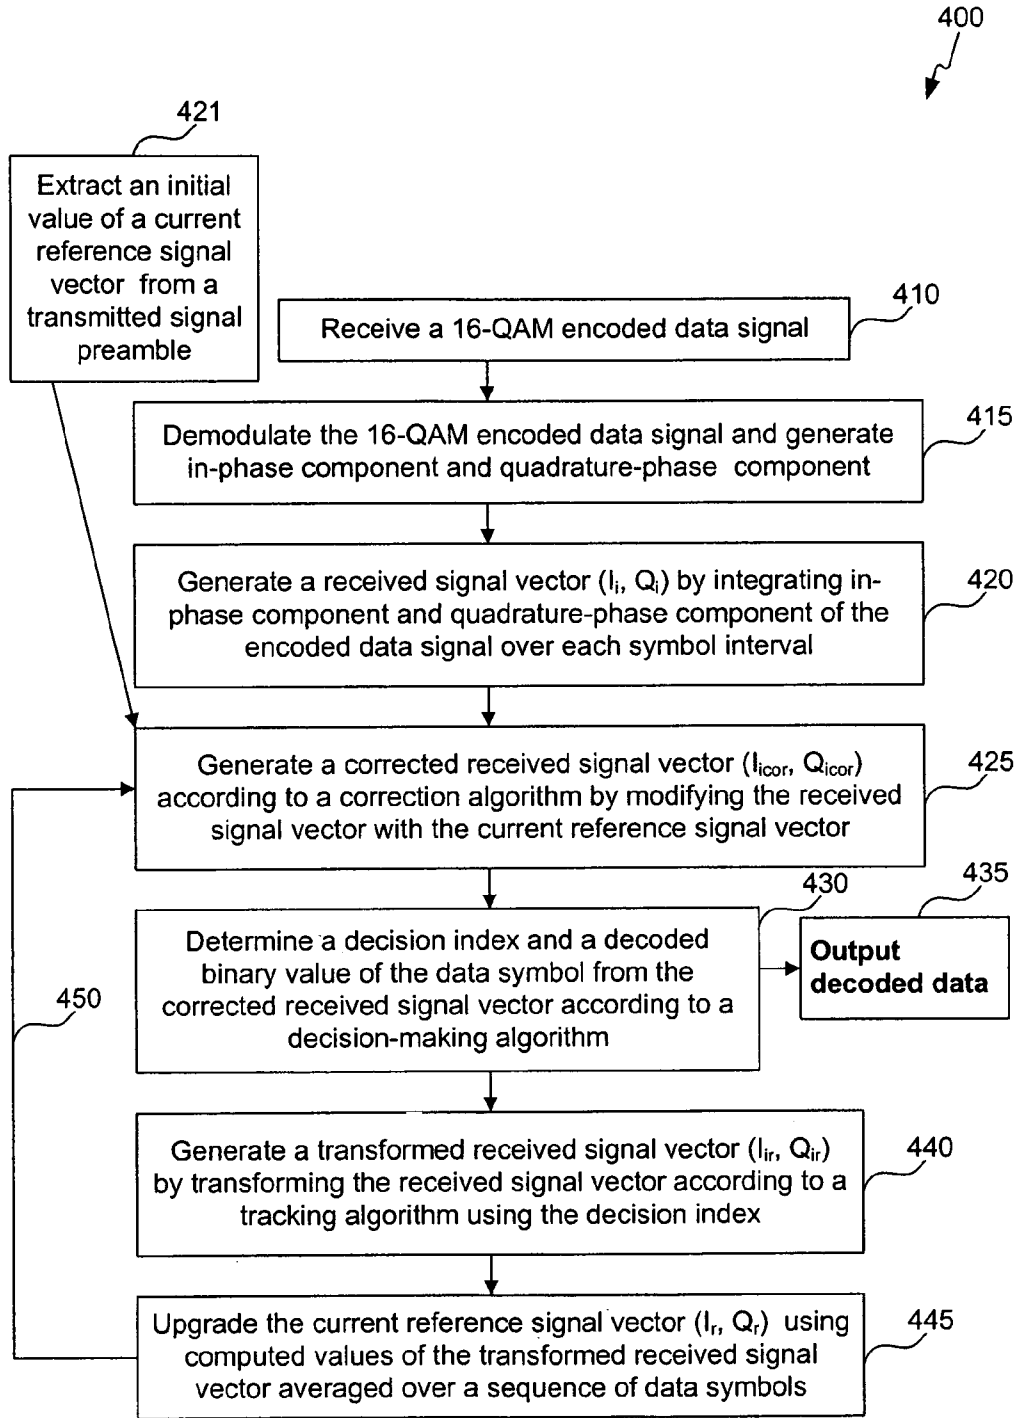 400
421
Extract an initial
value of a current
reference signal
vector from a
transmitted signal
preamble
410
Receive a 16-QAM encoded data signal
415
Demodulate the 16-QAM encoded data signal and generate
in-phase component and quadrature-phase component
420
Generate a received signal vector (Ii, Qi) by integrating in-
phase component and quadrature-phase component of the
encoded data signal over each symbol interval
425
Generate a corrected received signal vector (Iicor, Qicor)
according to a correction algorithm by modifying the received
signal vector with the current reference signal vector
430
Determine a decision index and a decoded
binary value of the data symbol from the
corrected received signal vector according to a
decision-making algorithm
435
Output
decoded data
450
440
Generate a transformed received signal vector (Iir, Qir)
by transforming the received signal vector according to a
tracking algorithm using the decision index
445
Upgrade the current reference signal vector (Ir, Qr) using
computed values of the transformed received signal
vector averaged over a sequence of data symbols